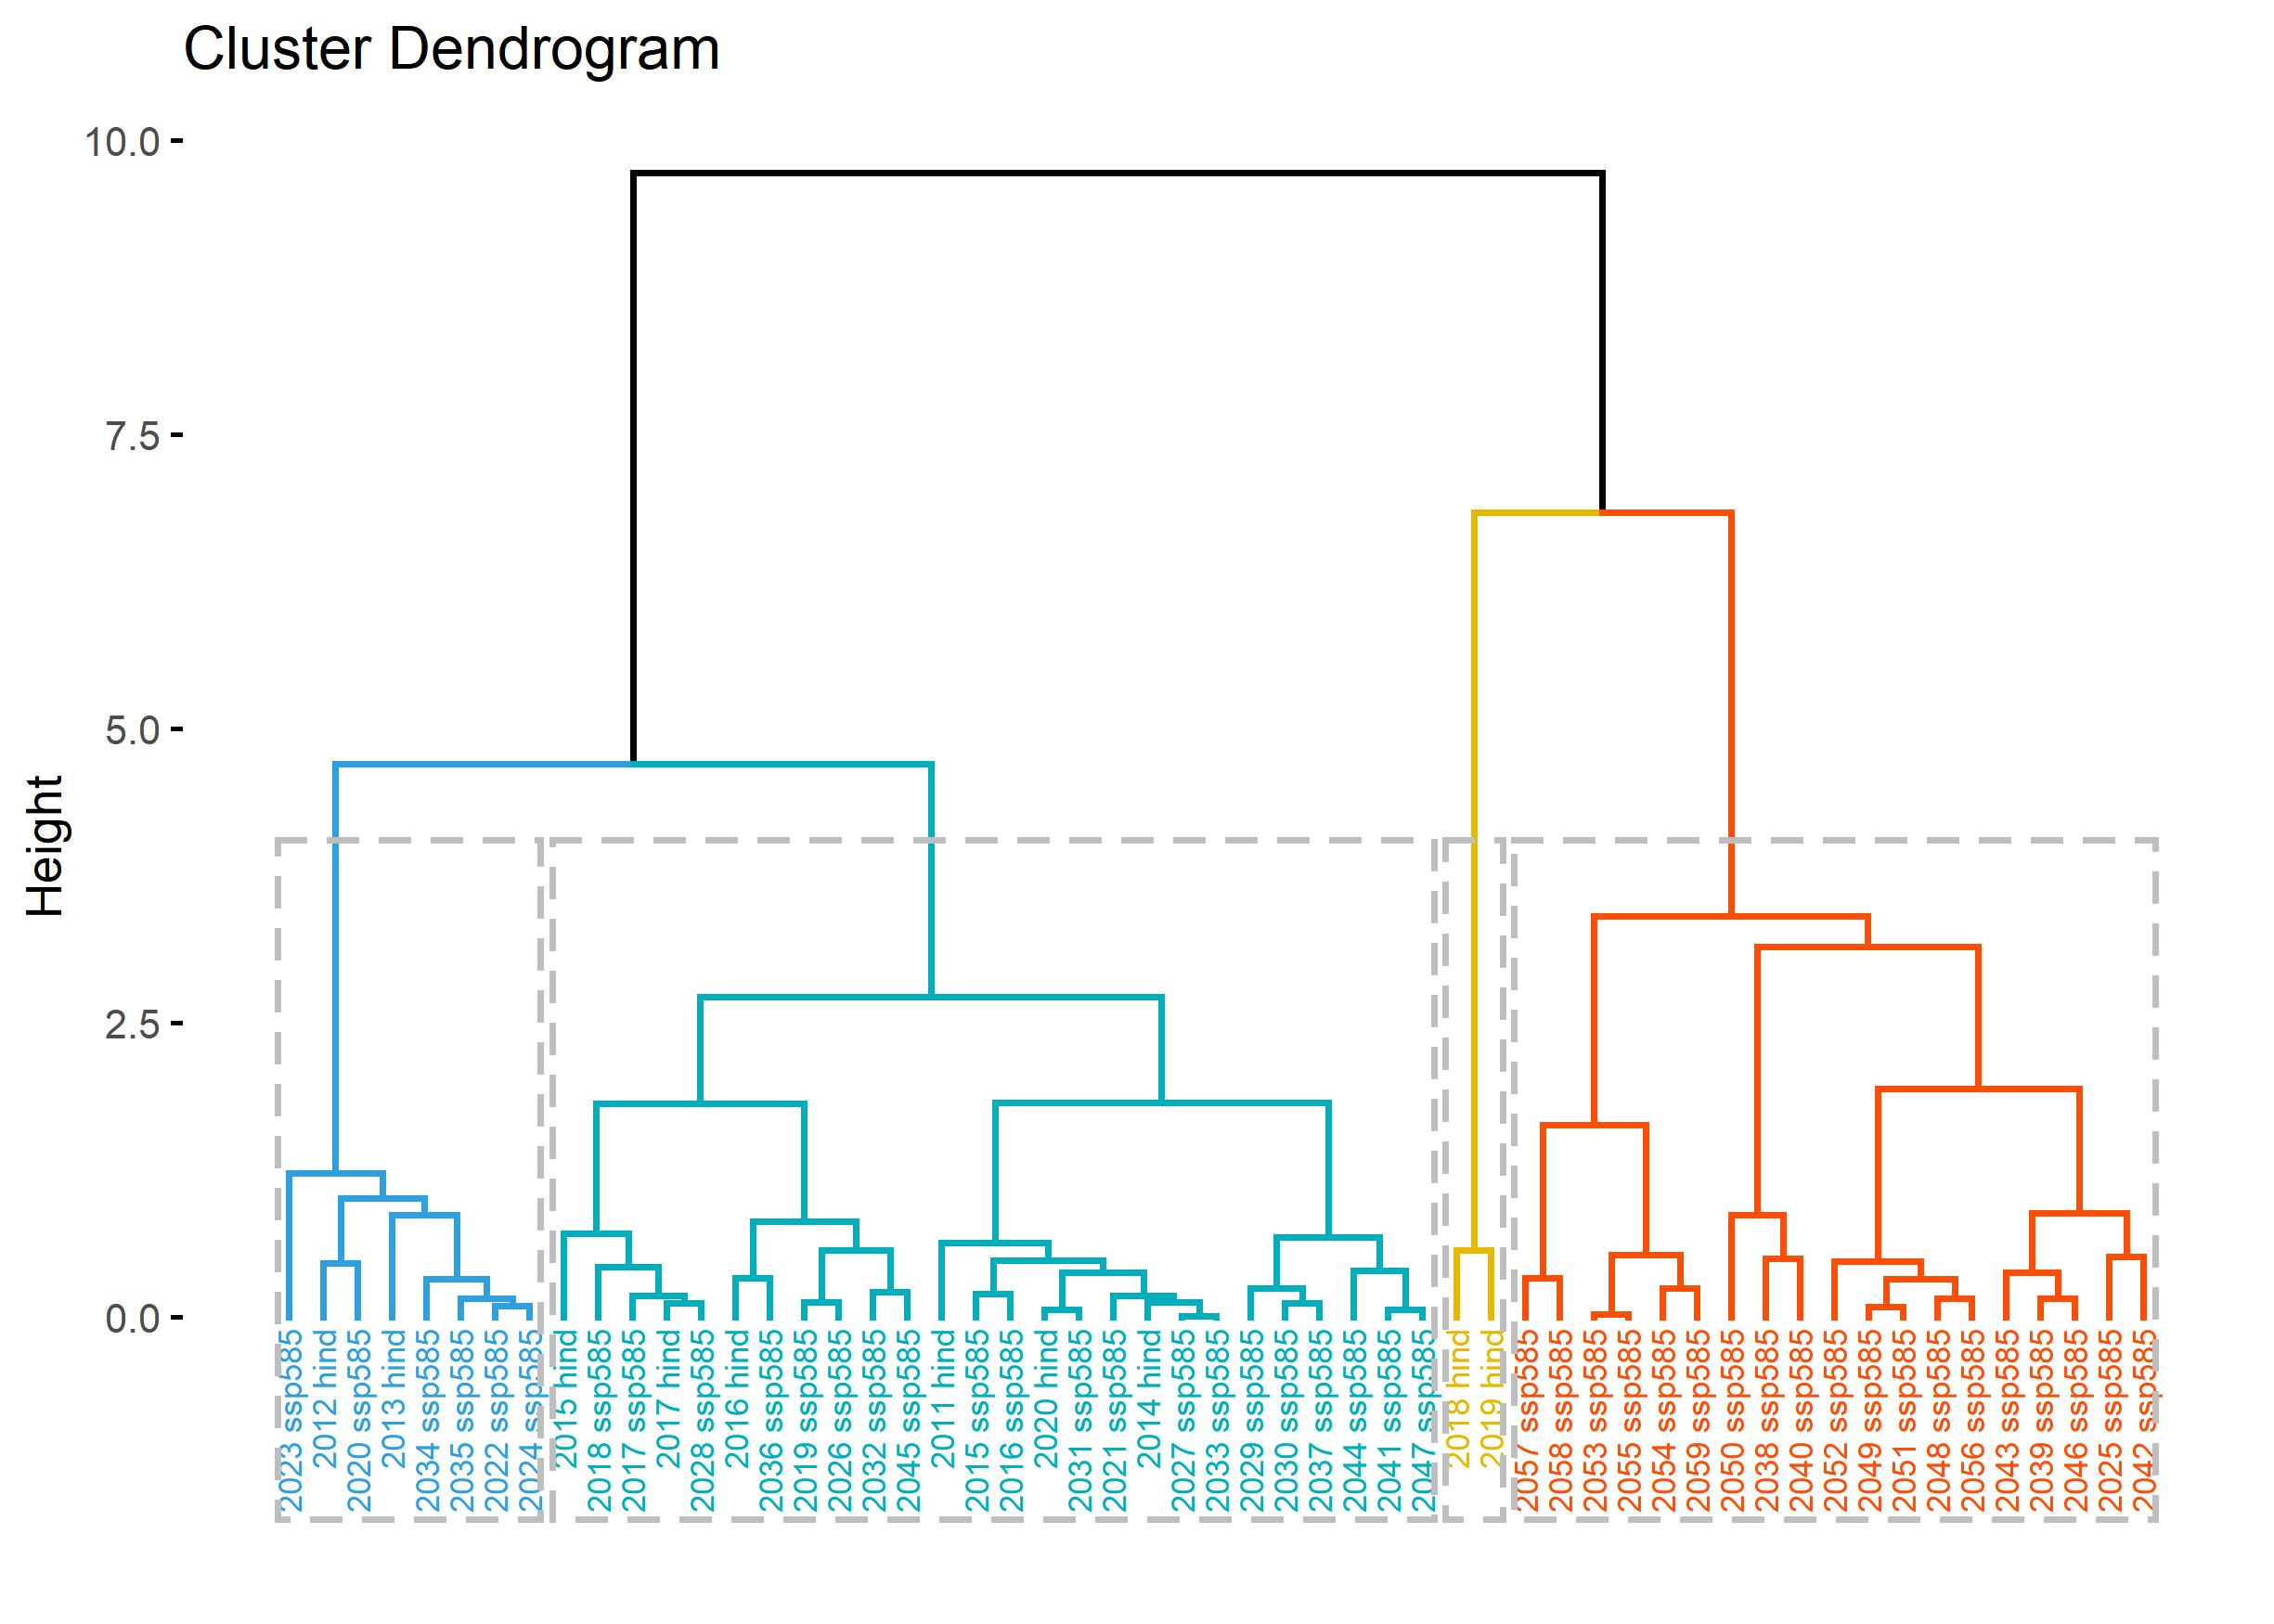 Cluster Dendrogram
10.0
7.5
5.0
2.5
0.0
Height
2023 ssp585
2012 hind
2020 ssp585
2013 hind
2034 ssp585
2035 ssp585
2022 ssp585
2024 ssp585
2015 hind
2018 ssp585
2017 ssp585
2017 hind
2028 ssp585
2016 hind
2036 ssp585
2019 ssp585
2026 ssp585
2032 ssp585
2045 ssp585
2011 hind
2015 ssp585
2016 ssp585
2020 hind
2031 ssp585
2021 ssp585
2014 hind
2027 ssp585
2033 ssp585
2029 ssp585
2030 ssp585
2037 ssp585
2044 ssp585
2041 ssp585
2047 ssp585
2018 hind
2019 hind
2057 ssp585
2058 ssp585
2053 ssp585
2055 ssp585
2054 ssp585
2059 ssp585
2050 ssp585
2038 ssp585
2040 ssp585
2052 ssp585
2049 ssp585
2051 ssp585
2048 ssp585
2056 ssp585
2043 ssp585
2039 ssp585
2046 ssp585
2025 ssp585
2042 ssp585